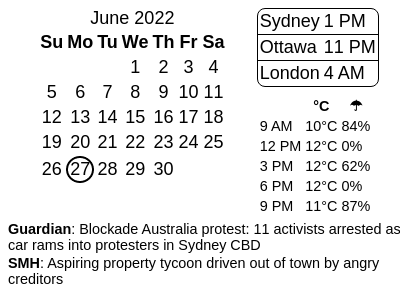 June 2022
Su Mo Tu We Th Fr Sa
1 2 3 4
5 6 7 8 9 10 11
12 13 14 15 16 17 18
19 20 21 22 23 24 25
26 27 28 29 30
Sydney 1 PM
Ottawa 11 PM
London 4 AM
°C ☂
9 AM 10°C 84%
12 PM 12°C 0%
3 PM 12°C 62%
6 PM 12°C 0%
9 PM 11°C 87%
Guardian: Blockade Australia protest: 11 activists arrested as
car rams into protesters in Sydney CBD
SMH: Aspiring property tycoon driven out of town by angry
creditors